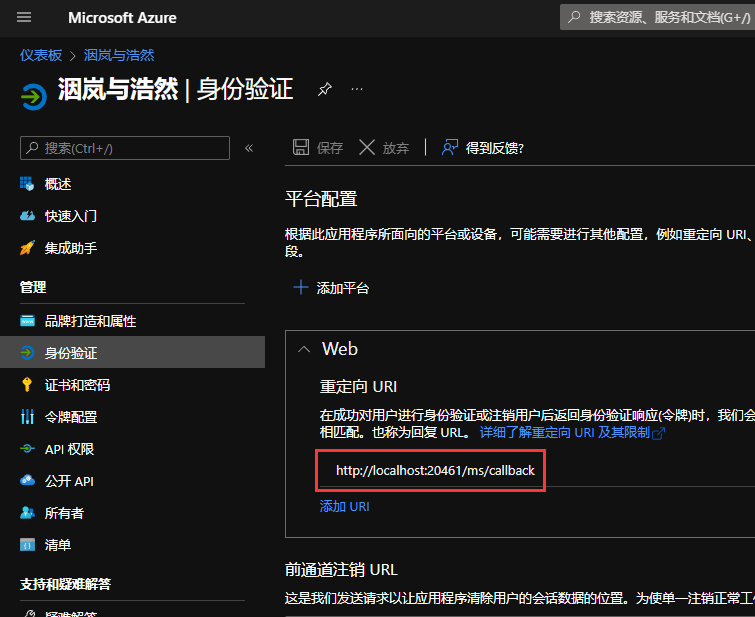 Microsoft Azure
搜索资源、服务和文档(G+/)
仪表板 > 洇岚与浩然
洇岚与浩然 | 身份验证
搜索(Ctrl+/)
保存
放弃
得到反馈?
概述
快速入门
集成助手
管理
品牌打造和属性
身份验证
证书和密码
令牌配置
API 权限
公开 API
所有者
清单
支持和疑难解答
疑难解答
平台配置
根据此应用程序所面向的平台或设备，可能需要进行其他配置，例如重定向 URI、
段。
添加平台
Web
重定向 URI
在成功对用户进行身份验证或注销用户后返回身份验证响应(令牌)时，我们会
相匹配。也称为回复 URL。 详细了解重定向 URI 及其限制
http://localhost:20461/ms/callback
添加 URI
前通道注销 URL
这是我们发送请求以让应用程序清除用户的会话数据的位置。为使单一注销正常工